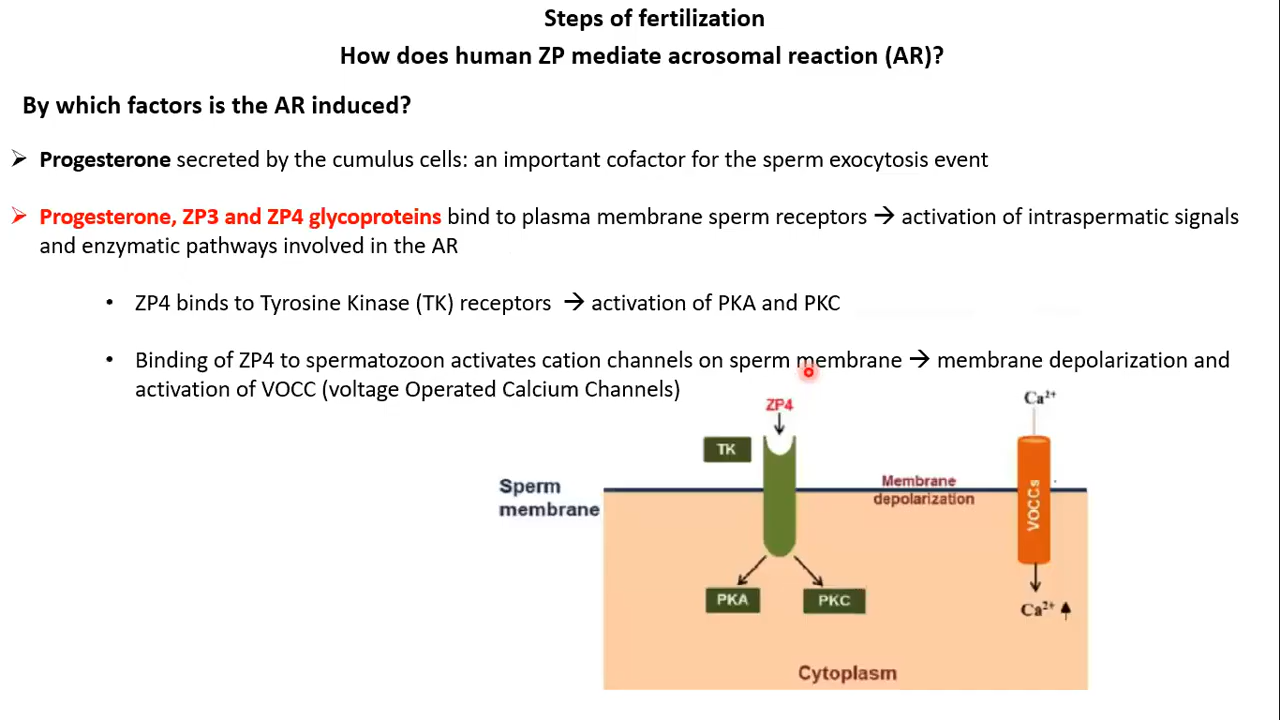 Steps of fertilization
How does human ZP mediate acrosomal reaction (AR)?
By which factors is the AR induced?
➢ Progesterone secreted by the cumulus cells: an important cofactor for the sperm exocytosis event
➢ Progesterone, ZP3 and ZP4 glycoproteins bind to plasma membrane sperm receptors → activation of intraspermatic signals
and enzymatic pathways involved in the AR
• ZP4 binds to Tyrosine Kinase (TK) receptors → activation of PKA and PKC
• Binding of ZP4 to spermatozoon activates cation channels on sperm membrane → membrane depolarization and
activation of VOCC (voltage Operated Calcium Channels)
ZP4
Ca²⁺
TK
Sperm
membrane
Membrane
depolarization
VOCCs
PKA
PKC
Ca²⁺
Cytoplasm